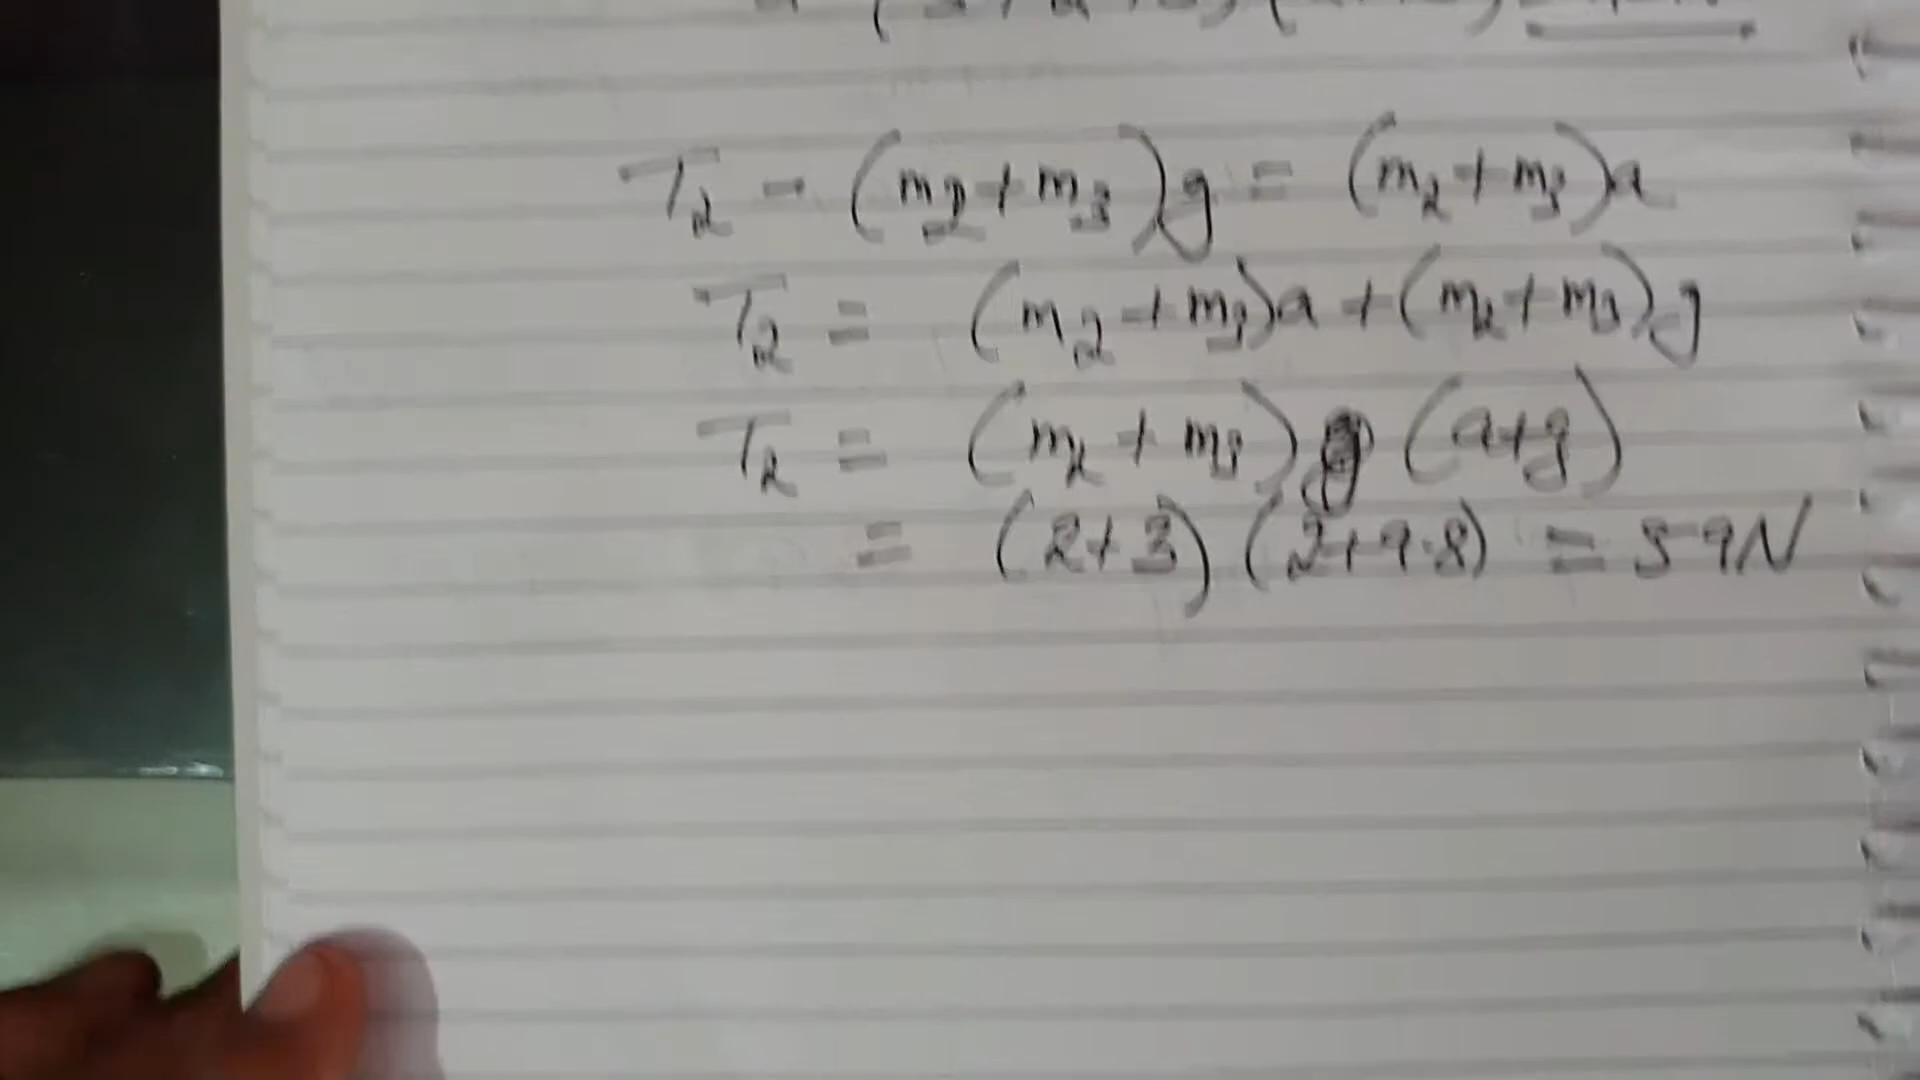 T₂ - (m₂+m₃)g = (m₂+m₃)a
T₂ = (m₂+m₃)a+(m₂+m₃)g
T₂ = (m₂+m₃) (a+g)
= (2+3) (2+9.8) = 59N